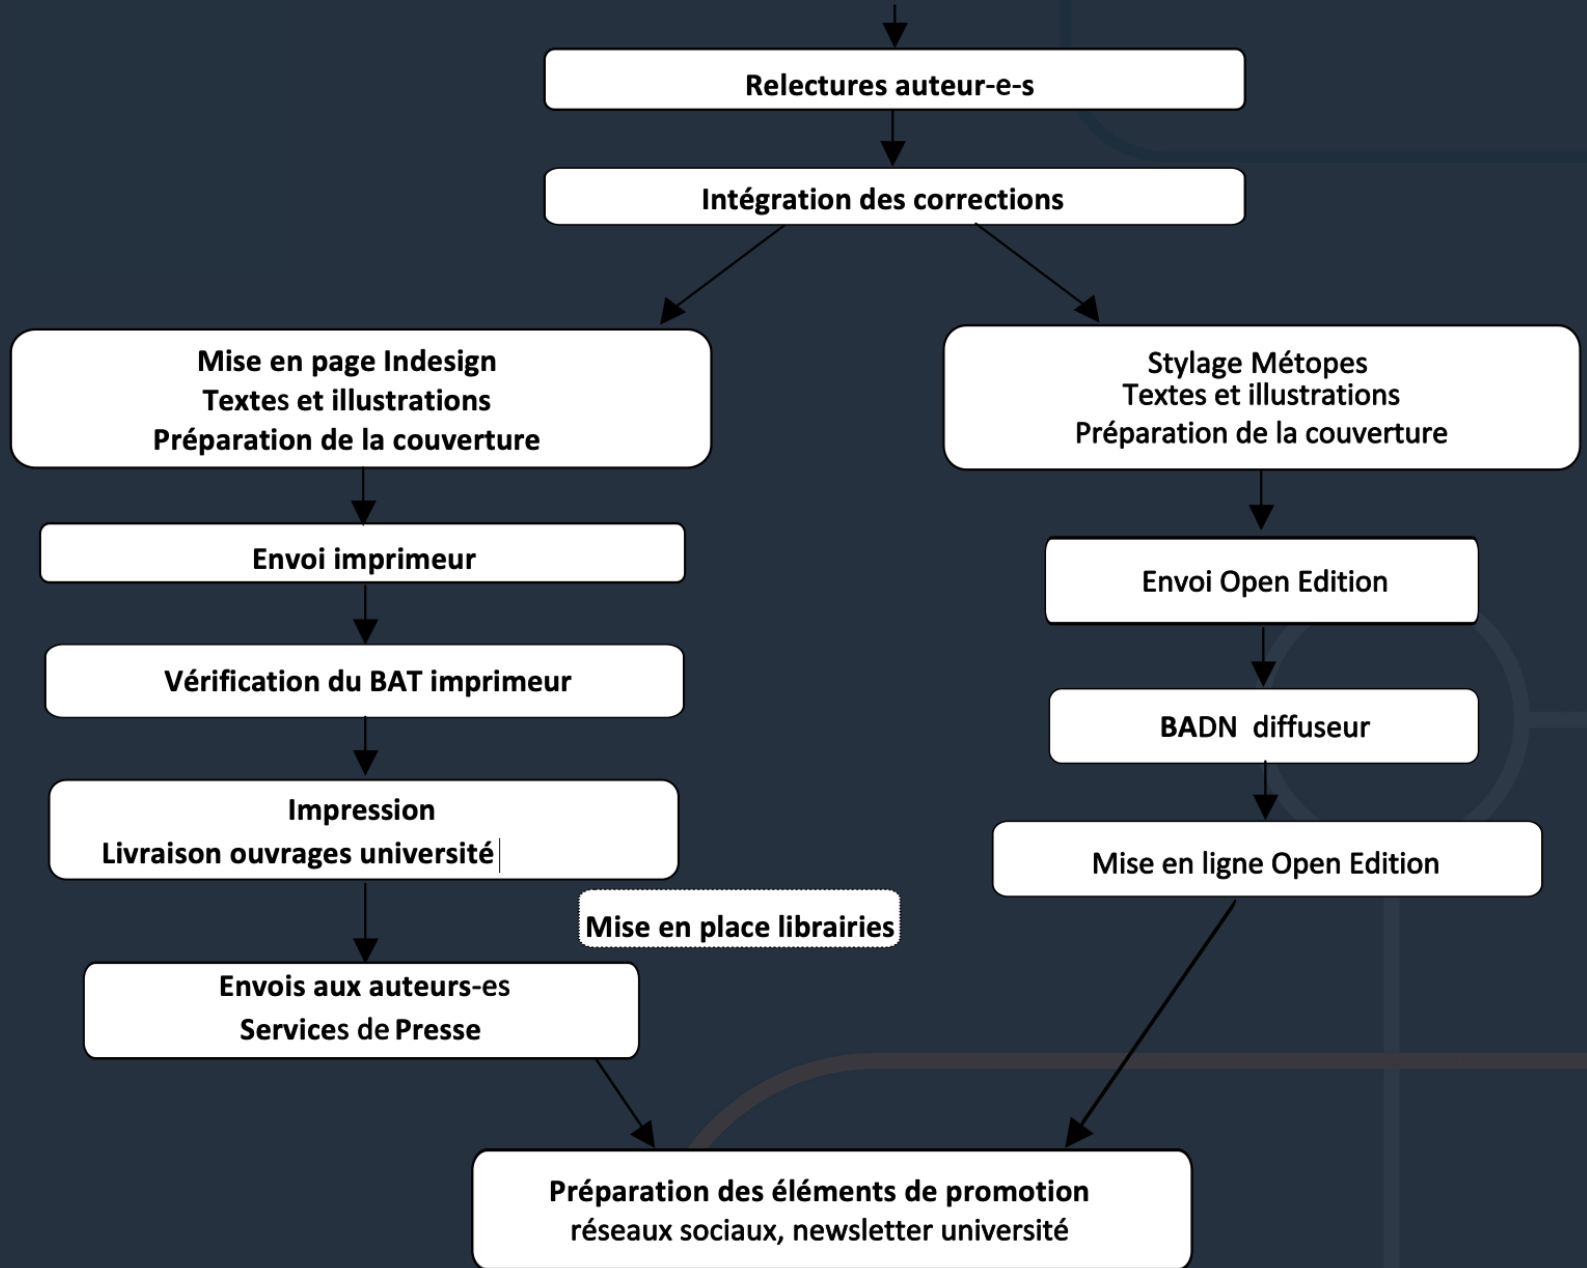 Relectures auteur-e-s
Intégration des corrections
Mise en page Indesign
Textes et illustrations
Préparation de la couverture
Stylage Métopes
Textes et illustrations
Préparation de la couverture
Envoi imprimeur
Envoi Open Edition
Vérification du BAT imprimeur
BADN diffuseur
Impression
Livraison ouvrages université
Mise en ligne Open Edition
Mise en place librairies
Envois aux auteurs-es
Services de Presse
Préparation des éléments de promotion
réseaux sociaux, newsletter université